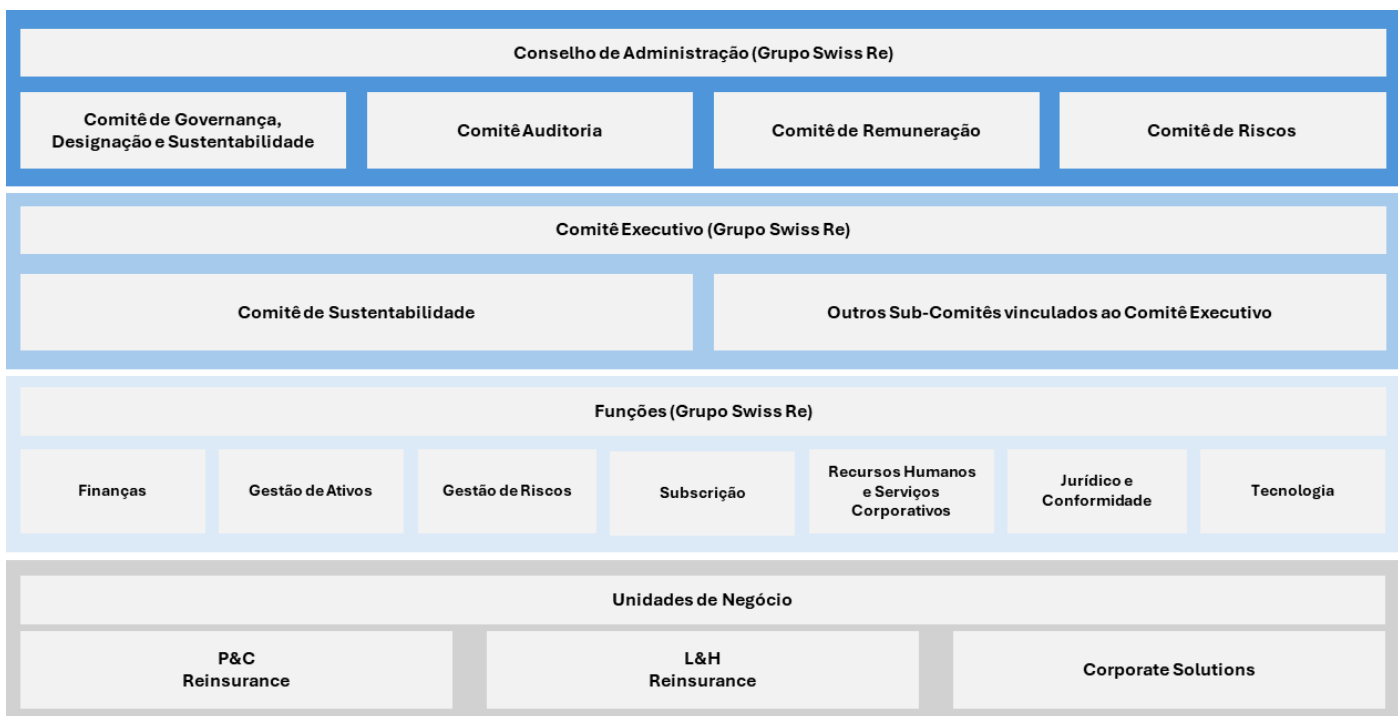 Conselho de Administração (Grupo Swiss Re)
Comitê de Governança,
Designação e Sustentabilidade
Comitê Auditoria
Comitê de Remuneração
Comitê de Riscos
Comitê Executivo (Grupo Swiss Re)
Comitê de Sustentabilidade
Outros Sub-Comitês vinculados ao Comitê Executivo
Funções (Grupo Swiss Re)
Finanças
Gestão de Ativos
Gestão de Riscos
Subscrição
Recursos Humanos
e Serviços
Corporativos
Jurídico e
Conformidade
Tecnologia
Unidades de Negócio
P&C
Reinsurance
L&H
Reinsurance
Corporate Solutions